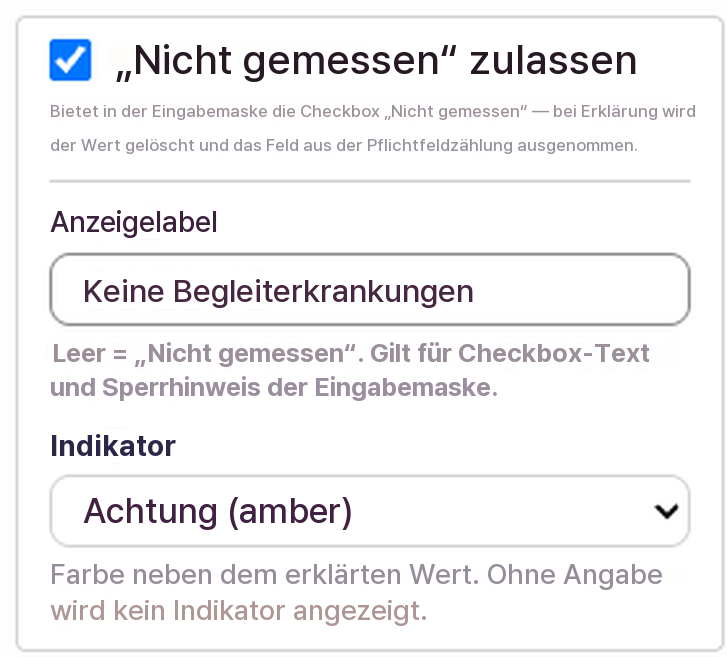 „Nicht gemessen“ zulassen
Bietet in der Eingabemaske die Checkbox „Nicht gemessen“ — bei Erklärung wird
der Wert gelöscht und das Feld aus der Pflichtfeldzählung ausgenommen.
Anzeigelabel
Keine Begleiterkrankungen
Leer = „Nicht gemessen“. Gilt für Checkbox-Text
und Sperrhinweis der Eingabemaske.
Indikator
Achtung (amber)
Farbe neben dem erklärten Wert. Ohne Angabe
wird kein Indikator angezeigt.